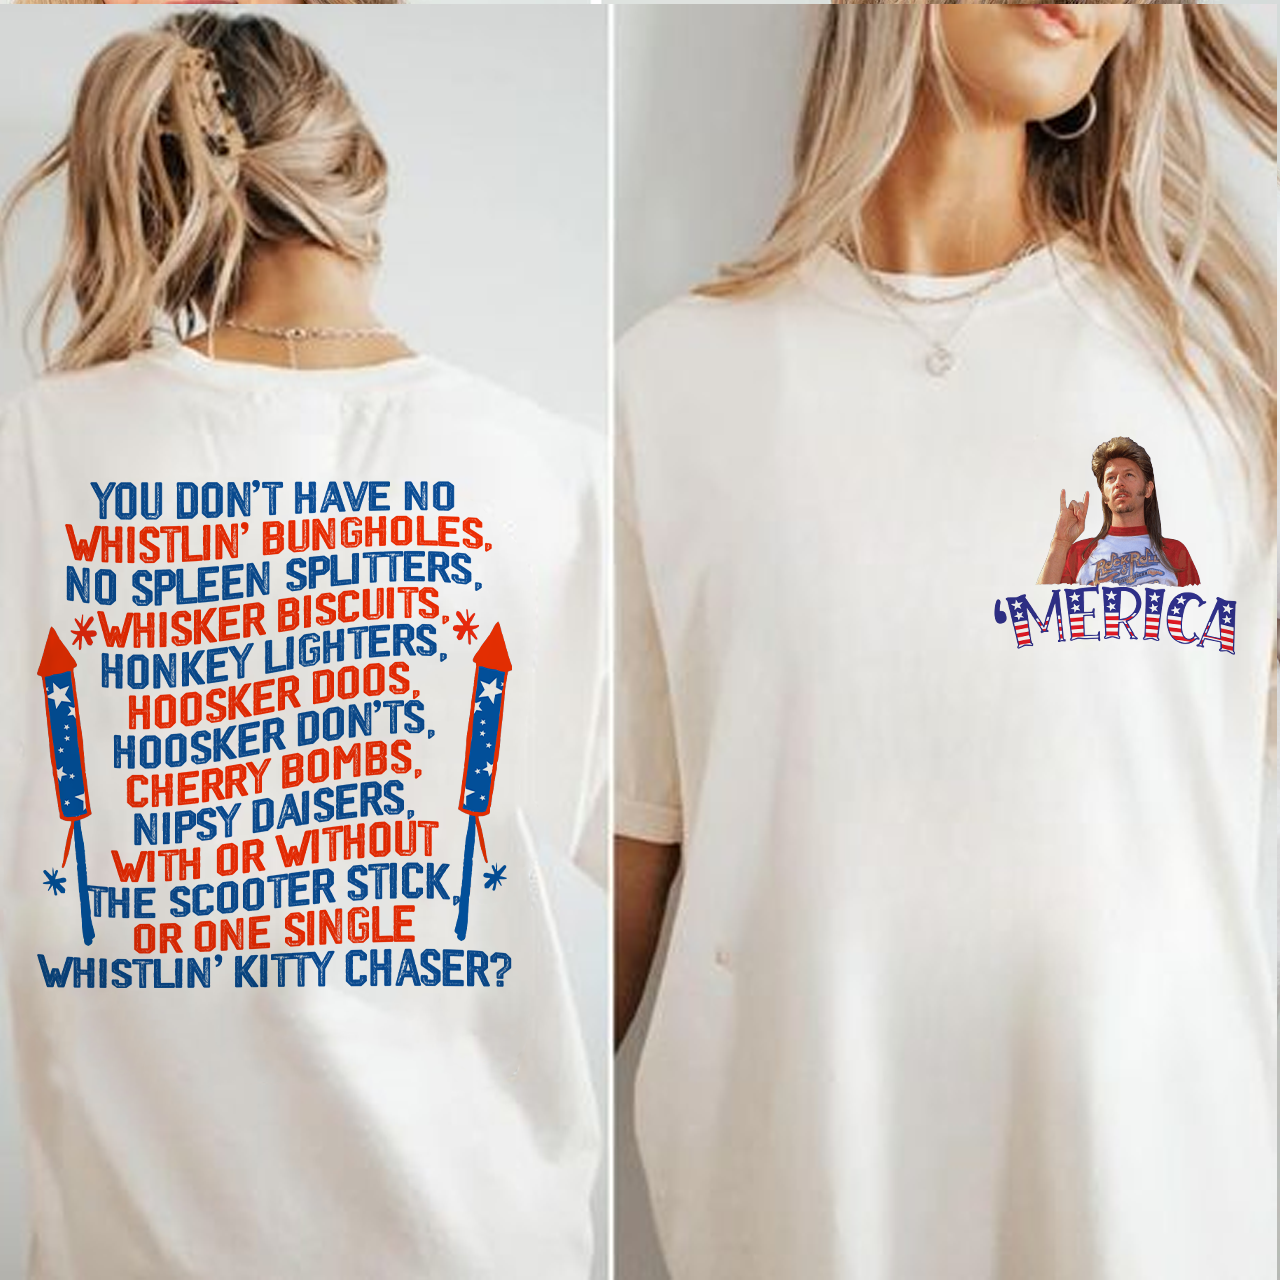 YOU DON'T HAVE NO
WHISTLIN' BUNGHOLES,
NO SPLEEN SPLITTERS,
WHISKER BISCUITS,
HONKEY LIGHTERS,
HOOSKER DOOS,
HOOSKER DON'TS,
CHERRY BOMBS,
NIPSY DAISERS,
WITH OR WITHOUT
THE SCOOTER STICK,
OR ONE SINGLE
WHISTLIN' KITTY CHASER?
'MERICA